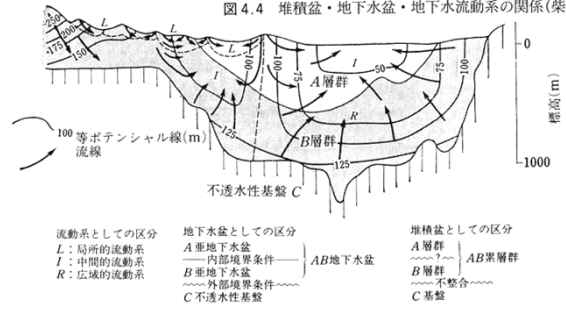 図4.4 堆積盆・地下水盆・地下水流動系の関係(柴
250
200
175
150
L
L
L
I
100
100
75
I
50
75
100
A層群
R
B層群
125
125
0
1000
標高(m)
100 等ポテンシャル線(m)
流線
不透水性基盤 C
流動系としての区分
L:局所的流動系
I:中間的流動系
R:広域的流動系
地下水盆としての区分
A 亜地下水盆
内部境界条件
B 亜地下水盆
AB地下水盆
外部境界条件
C 不透水性基盤
堆積盆としての区分
A 層群
?
B 層群
AB累層群
不整合
C 基盤